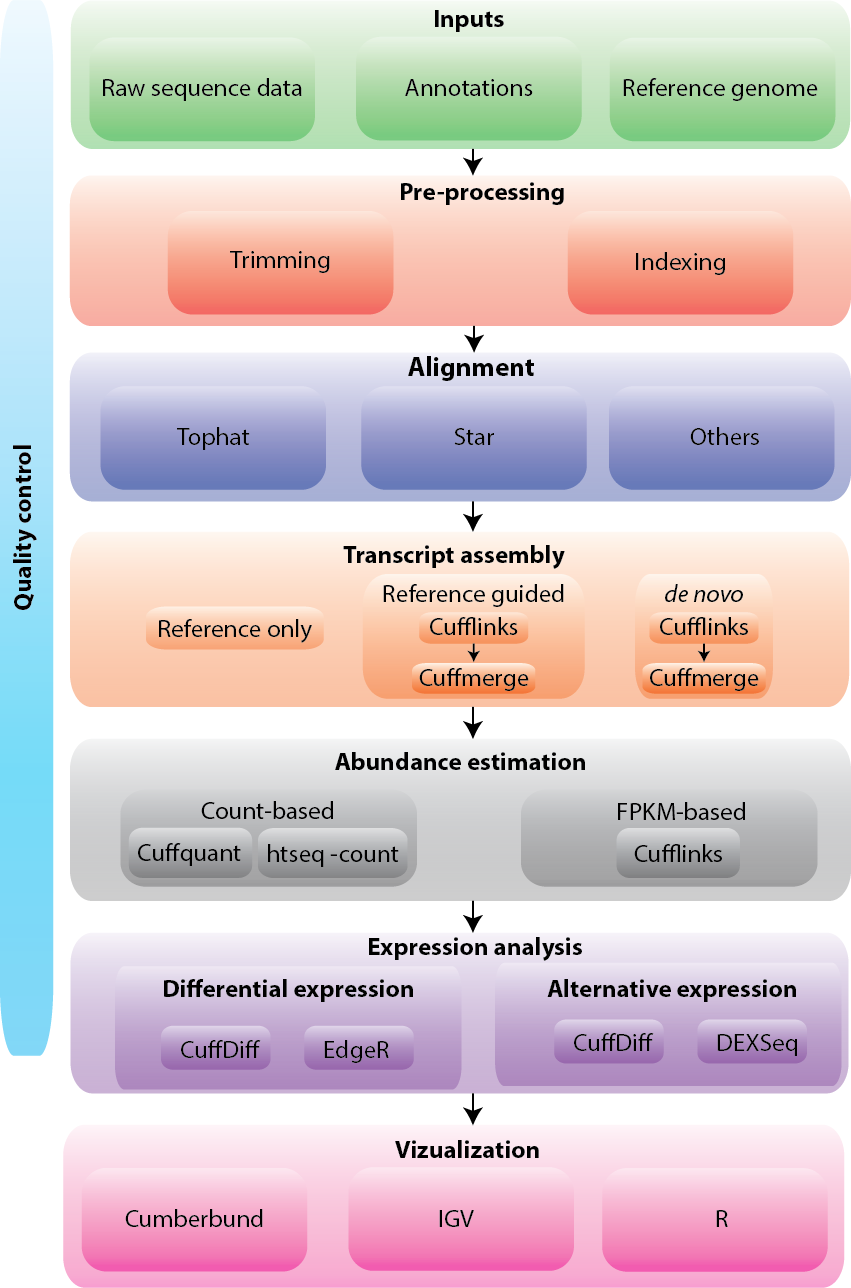 Quality control
Inputs
Raw sequence data
Annotations
Reference genome
Pre-processing
Trimming
Indexing
Alignment
Tophat
Star
Others
Transcript assembly
Reference only
Reference guided
Cufflinks
Cuffmerge
de novo
Cufflinks
Cuffmerge
Abundance estimation
Count-based
Cuffquant
htseq -count
FPKM-based
Cufflinks
Expression analysis
Differential expression
CuffDiff
EdgeR
Alternative expression
CuffDiff
DEXSeq
Vizualization
Cumberbund
IGV
R